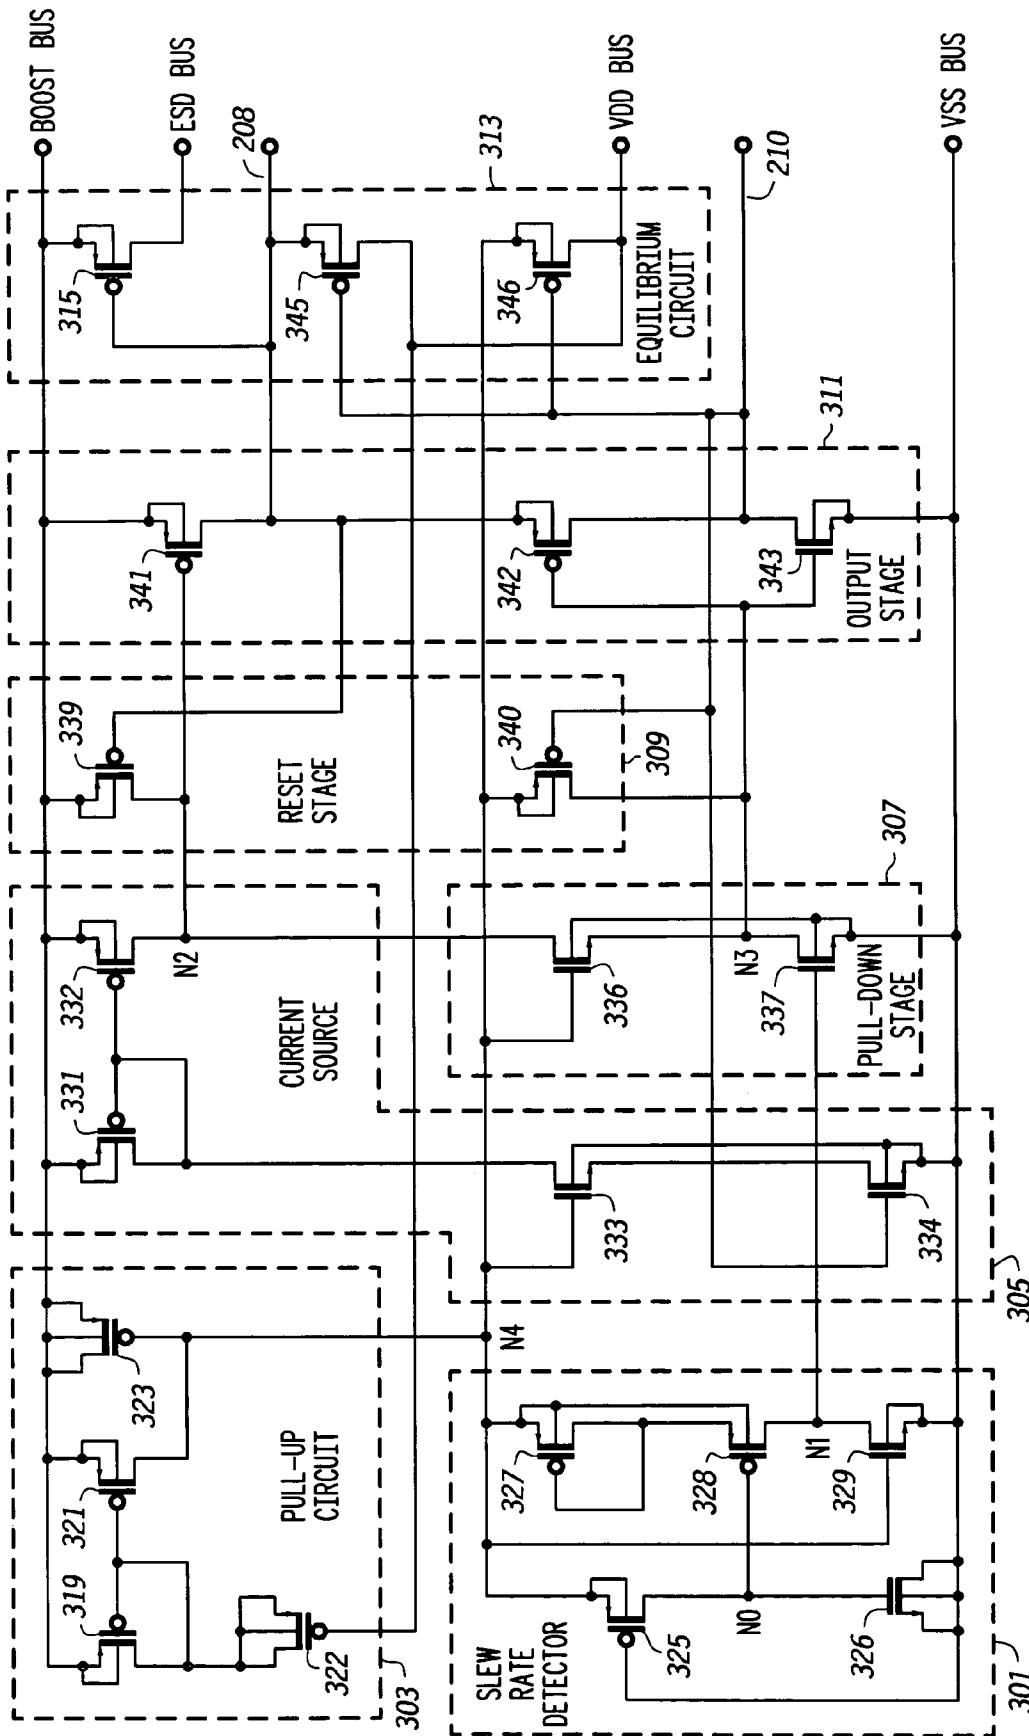 BOOST BUS
ESD BUS
208
313
VDD BUS
210
VSS BUS
315
345
346
EQUILIBRIUM
CIRCUIT
311
341
342
343
OUTPUT
STAGE
339
RESET
STAGE
340
309
307
332
N2
CURRENT
SOURCE
331
336
N3
337
PULL-DOWN
STAGE
333
334
305
323
321
PULL-UP
CIRCUIT
319
322
303
N4
327
328
N1
329
325
N0
326
SLEW
RATE
DETECTOR
301